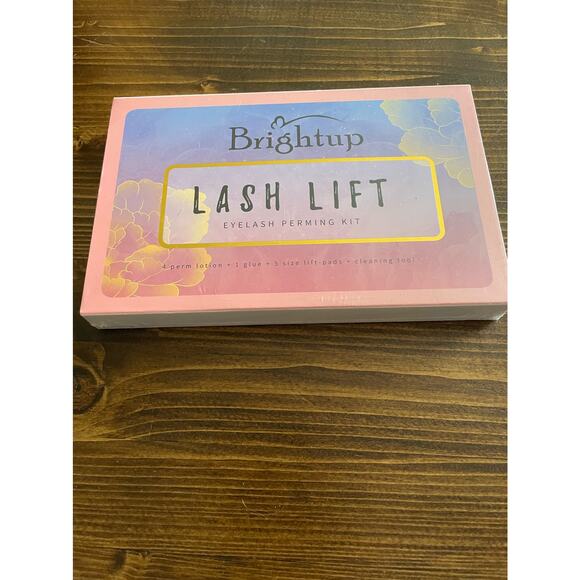 Brightup
LASH LIFT
EYELASH PERMING KIT
4 perm lotion + 1 glue + 5 size lift-pads + cleaning tool